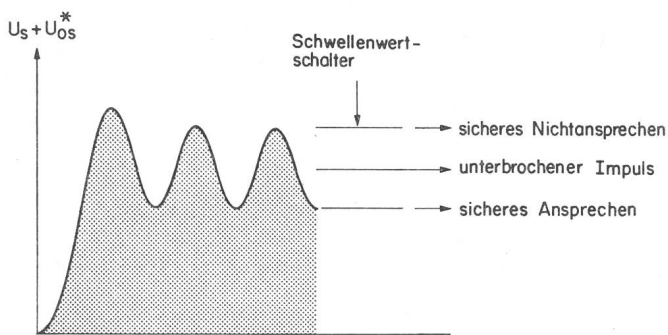 U_S + U_OS^*
Schwellenwert-
schalter
sicheres Nichtansprechen
unterbrochener Impuls
sicheres Ansprechen